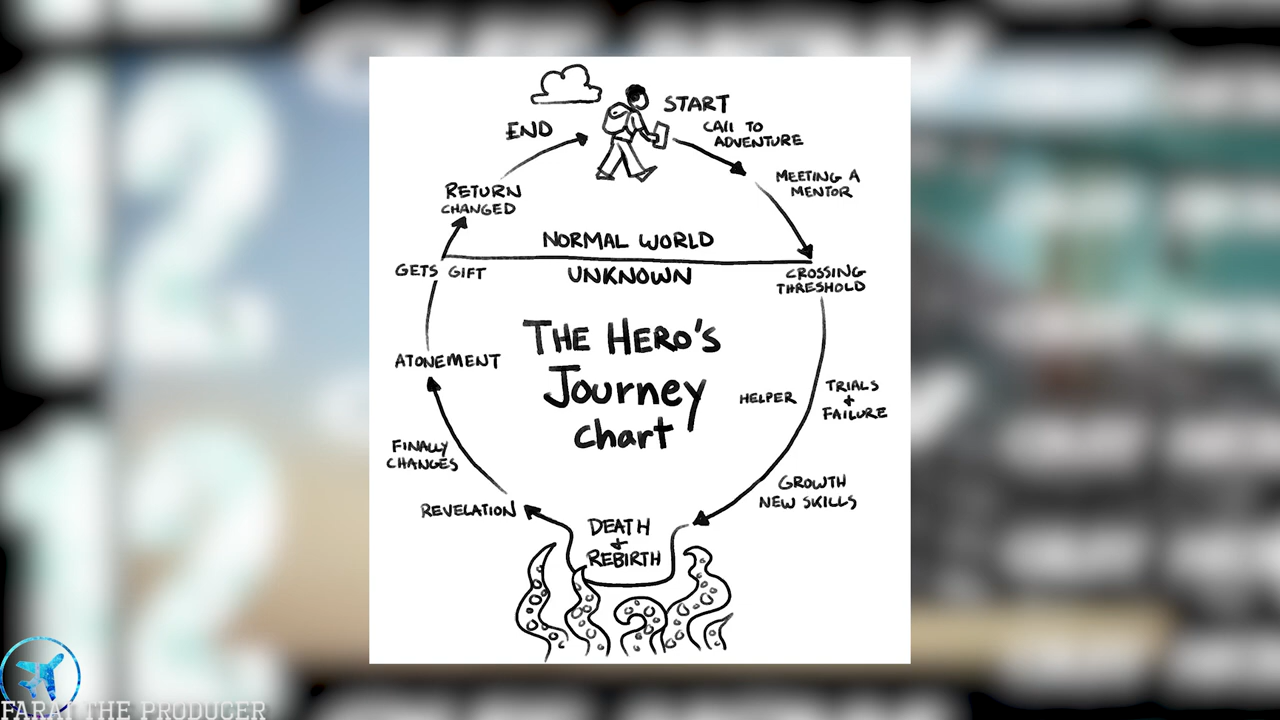 START
CALL TO
ADVENTURE
MEETING A
MENTOR
CROSSING
THRESHOLD
HELPER
TRIALS
+
FAILURE
GROWTH
NEW SKILLS
DEATH
+
REBIRTH
REVELATION
FINALLY
CHANGES
ATONEMENT
GETS GIFT
RETURN
CHANGED
END
NORMAL WORLD
UNKNOWN
THE HERO'S
Journey
chart
FARAI THE PRODUCER